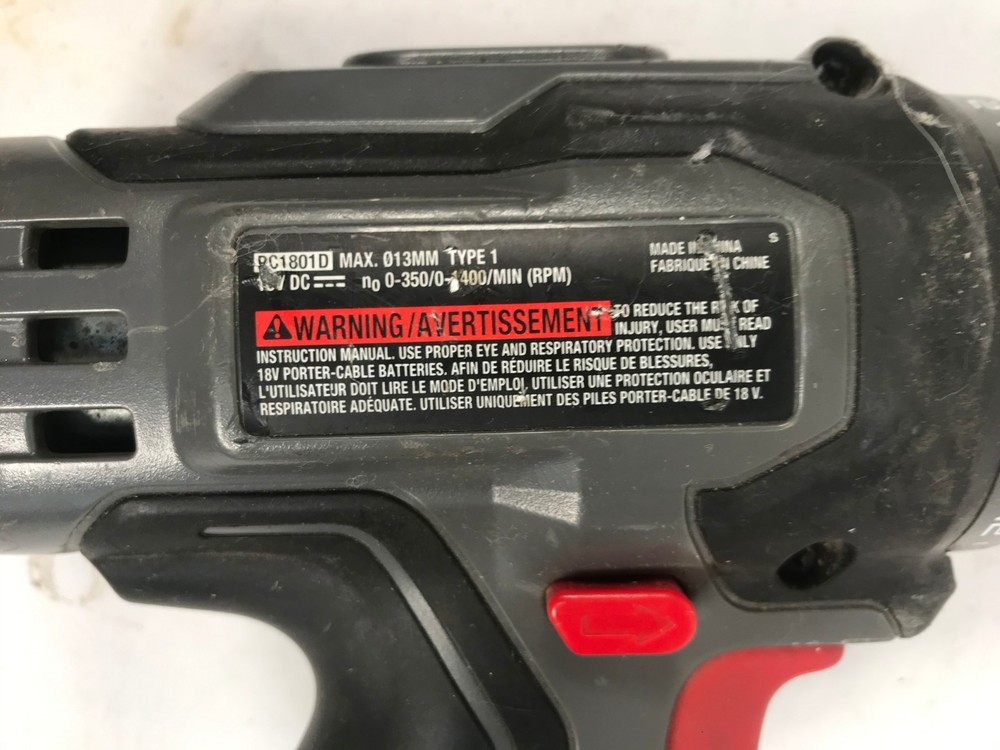 PC1801D MAX. Ø13MM TYPE 1
18V DC n₀ 0-350/0-1400/MIN (RPM)
MADE IN CHINA
FABRIQUE EN CHINE
S
WARNING/AVERTISSEMENT TO REDUCE THE RISK OF
INJURY, USER MUST READ
INSTRUCTION MANUAL. USE PROPER EYE AND RESPIRATORY PROTECTION. USE ONLY
18V PORTER-CABLE BATTERIES. AFIN DE RÉDUIRE LE RISQUE DE BLESSURES,
L'UTILISATEUR DOIT LIRE LE MODE D'EMPLOI, UTILISER UNE PROTECTION OCULAIRE ET
RESPIRATOIRE ADÉQUATE. UTILISER UNIQUEMENT DES PILES PORTER-CABLE DE 18 V.